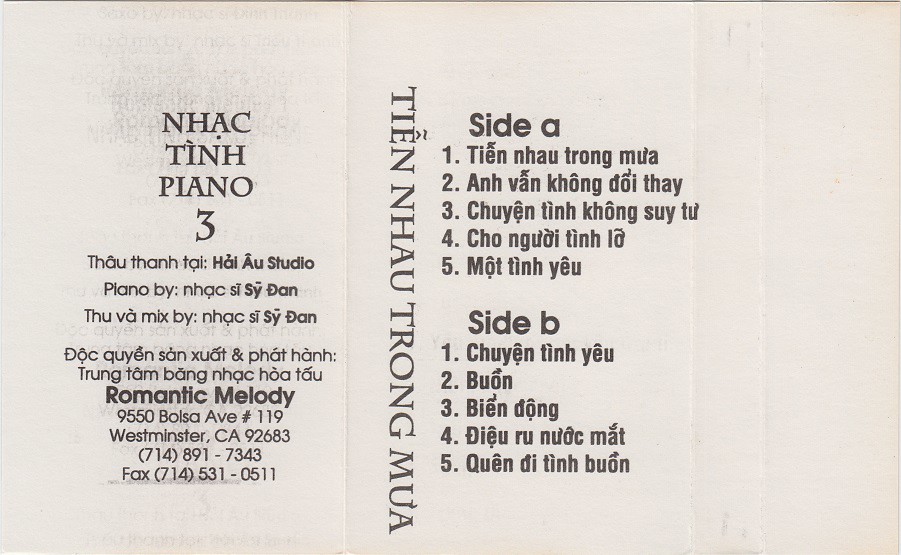 NHẠC
TÌNH
PIANO
3
Thâu thanh tại: Hải Âu Studio
Piano by: nhạc sĩ Sỹ Đan
Thu và mix by: nhạc sĩ Sỹ Đan
Độc quyền sản xuất & phát hành:
Trung tâm băng nhạc hòa tấu
Romantic Melody
9550 Bolsa Ave # 119
Westminster, CA 92683
(714) 891 - 7343
Fax (714) 531 - 0511
TIỄN NHAU TRONG MƯA
Side a
1. Tiễn nhau trong mưa
2. Anh vẫn không đổi thay
3. Chuyện tình không suy tư
4. Cho người tình lỡ
5. Một tình yêu
Side b
1. Chuyện tình yêu
2. Buồn
3. Biển động
4. Điệu ru nước mắt
5. Quên đi tình buồn